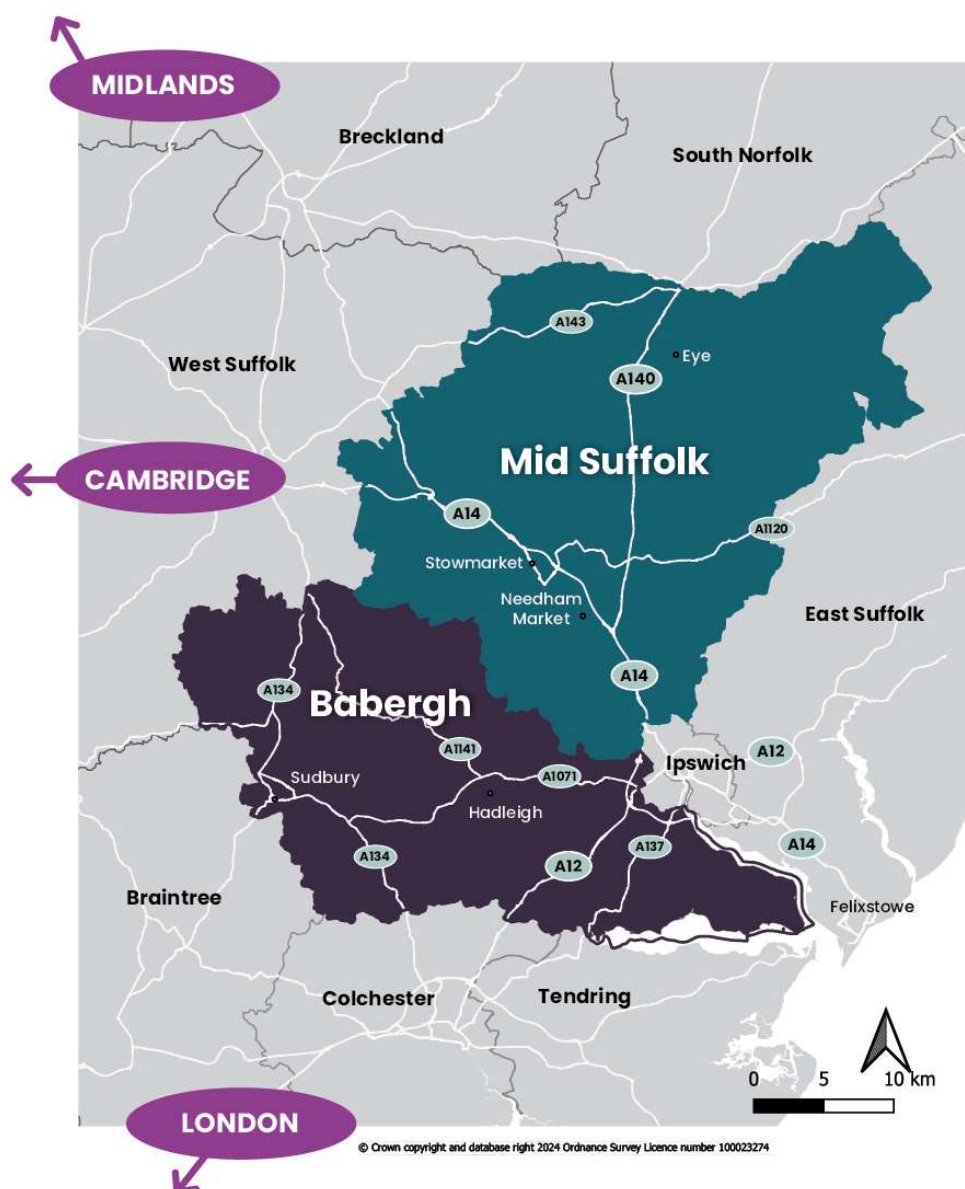 MIDLANDS
Breckland
South Norfolk
A143
Eye
West Suffolk
A140
Mid Suffolk
CAMBRIDGE
A14
A1120
Stowmarket
Needham
Market
East Suffolk
A14
A134
Babergh
A1141
Ipswich
A12
Sudbury
A1071
Hadleigh
A134
A12
A137
A14
Braintree
Felixstowe
Colchester
Tendring
0 5 10 km
LONDON
© Crown copyright and database right 2024 Ordnance Survey Licence number 100023274